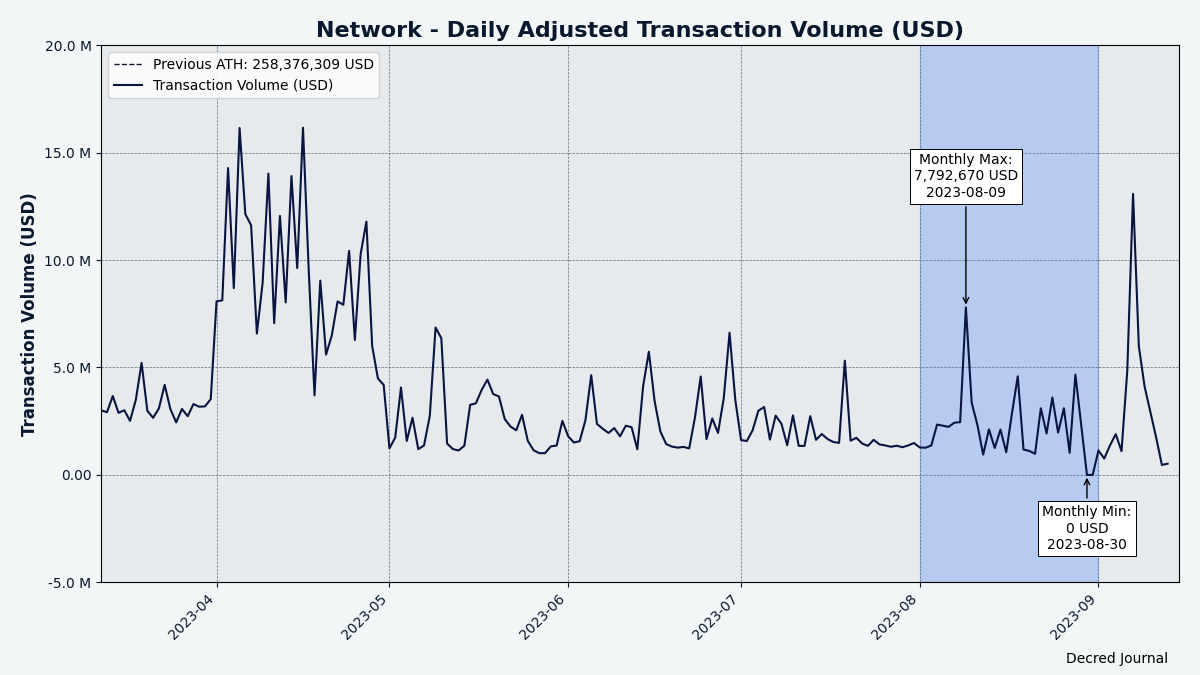 Network - Daily Adjusted Transaction Volume (USD)
Previous ATH: 258,376,309 USD
Transaction Volume (USD)
Transaction Volume (USD)
20.0 M
15.0 M
10.0 M
5.0 M
0.00
-5.0 M
Monthly Max:
7,792,670 USD
2023-08-09
Monthly Min:
0 USD
2023-08-30
2023-04
2023-05
2023-06
2023-07
2023-08
2023-09
Decred Journal